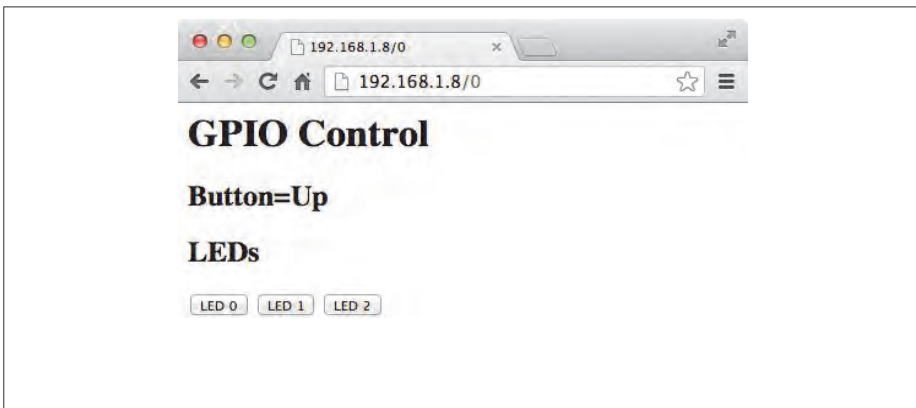 192.168.1.8/0
192.168.1.8/0
GPIO Control
Button=Up
LEDs
LED 0 LED 1 LED 2